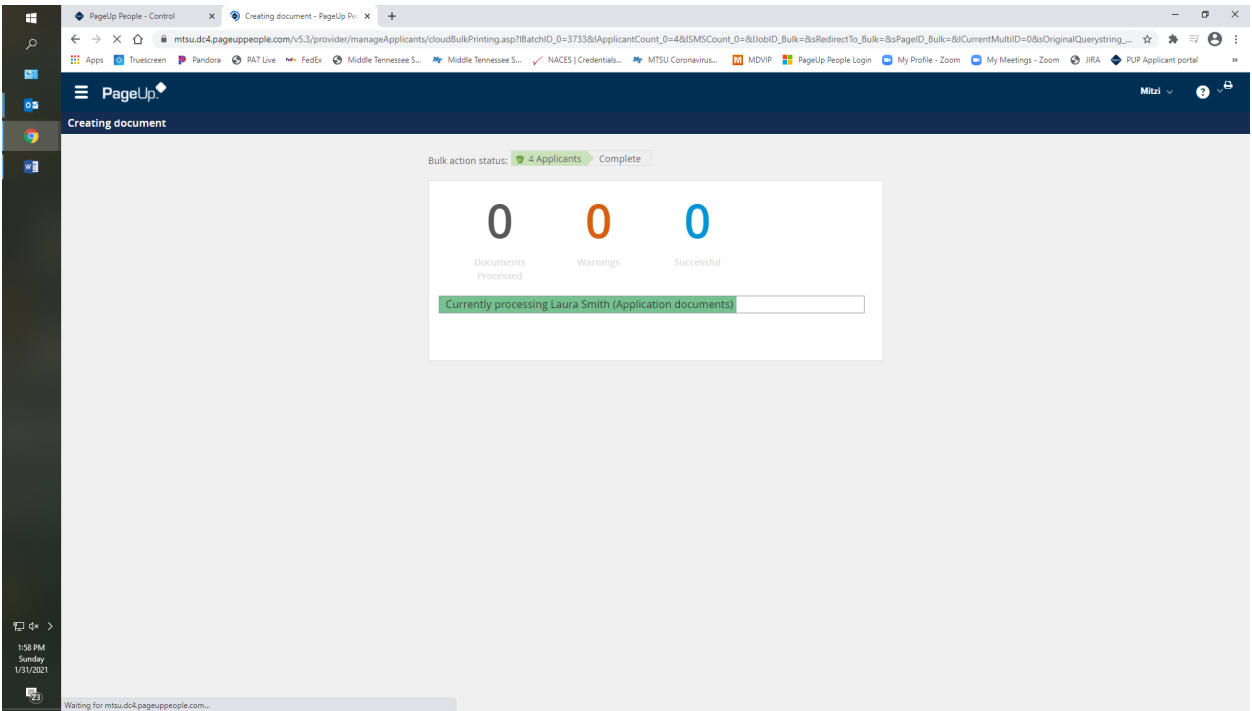 PageUp People - Control
Creating document - PageUp Pe
mtsu.dc4.pageuppeople.com/v5.3/provider/manageApplicants/cloudBulkPrinting.asp?lBatchID_0=3733&lApplicantCount_0=4&lSMSCount_0=&lJobID_Bulk=&sRedirectTo_Bulk=&sPageID_Bulk=&lCurrentMultiID=0&sOriginalQuerystring_...
Apps Truescreen Pandora PA7 Live FedEx Middle Tennessee S... Middle Tennessee S... NACES | Credentials... MTSU Coronavirus... MDVIP PageUp People Login My Profile - Zoom My Meetings - Zoom JIRA PUP Applicant portal »
PageUp
Mitzi
?
Creating document
Bulk action status: 4 Applicants Complete
0 0 0
Documents Processed Warnings Successful
Currently processing Laura Smith (Application documents)
1:58 PM
Sunday
1/31/2021
23
Waiting for mtsu.dc4.pageuppeople.com...